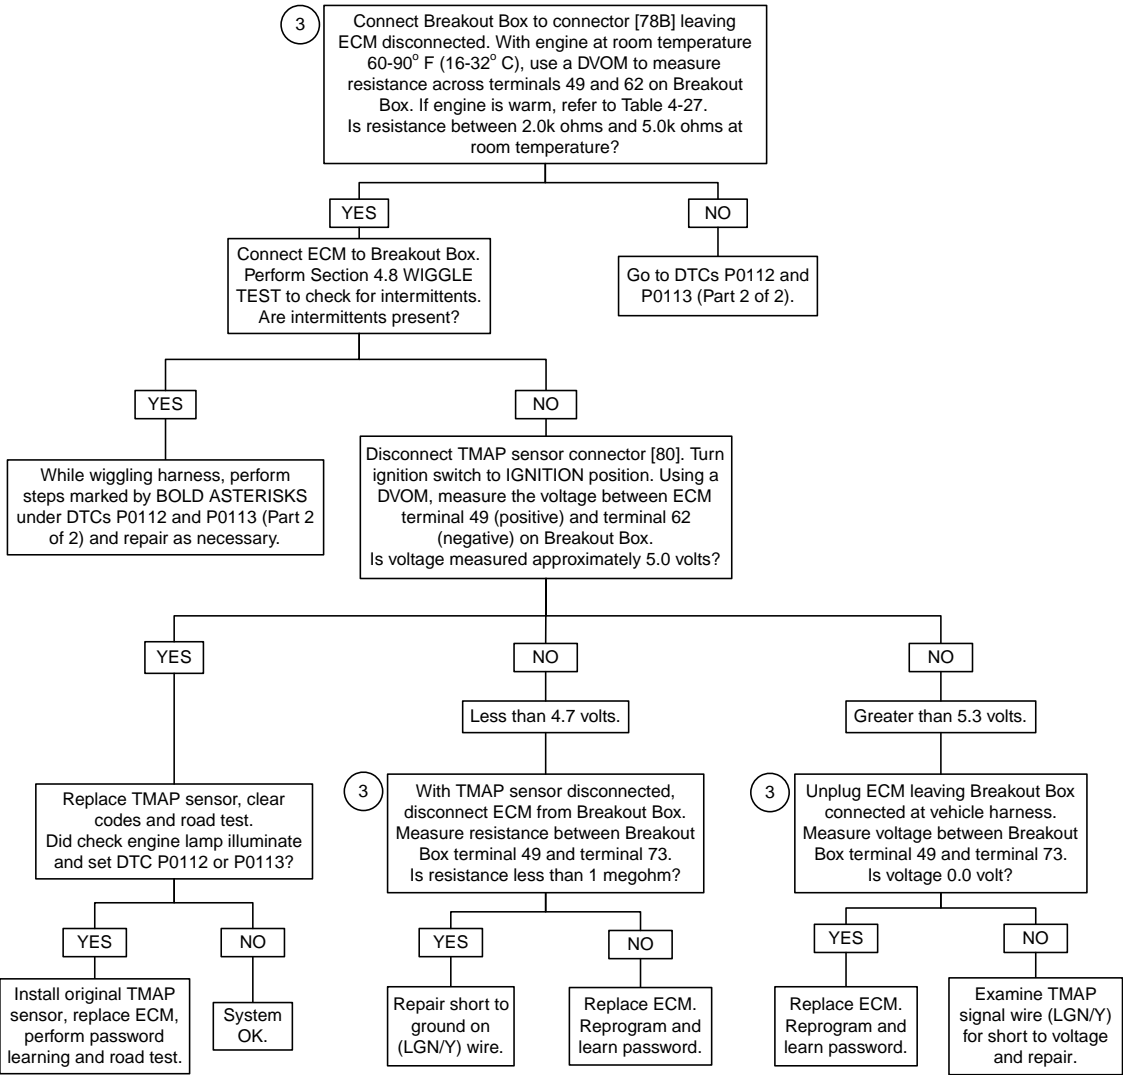 3
Connect Breakout Box to connector [78B] leaving
ECM disconnected. With engine at room temperature
60-90° F (16-32° C), use a DVOM to measure
resistance across terminals 49 and 62 on Breakout
Box. If engine is warm, refer to Table 4-27.
Is resistance between 2.0k ohms and 5.0k ohms at
room temperature?
YES
NO
Connect ECM to Breakout Box.
Perform Section 4.8 WIGGLE
TEST to check for intermittents.
Are intermittents present?
Go to DTCs P0112 and
P0113 (Part 2 of 2).
YES
NO
While wiggling harness, perform
steps marked by BOLD ASTERISKS
under DTCs P0112 and P0113 (Part 2
of 2) and repair as necessary.
Disconnect TMAP sensor connector [80]. Turn
ignition switch to IGNITION position. Using a
DVOM, measure the voltage between ECM
terminal 49 (positive) and terminal 62
(negative) on Breakout Box.
Is voltage measured approximately 5.0 volts?
YES
NO
NO
Less than 4.7 volts.
Greater than 5.3 volts.
Replace TMAP sensor, clear
codes and road test.
Did check engine lamp illuminate
and set DTC P0112 or P0113?
3
With TMAP sensor disconnected,
disconnect ECM from Breakout Box.
Measure resistance between Breakout
Box terminal 49 and terminal 73.
Is resistance less than 1 megohm?
3
Unplug ECM leaving Breakout Box
connected at vehicle harness.
Measure voltage between Breakout
Box terminal 49 and terminal 73.
Is voltage 0.0 volt?
YES
NO
YES
NO
YES
NO
Install original TMAP
sensor, replace ECM,
perform password
learning and road test.
System
OK.
Repair short to
ground on
(LGN/Y) wire.
Replace ECM.
Reprogram and
learn password.
Replace ECM.
Reprogram and
learn password.
Examine TMAP
signal wire (LGN/Y)
for short to voltage
and repair.